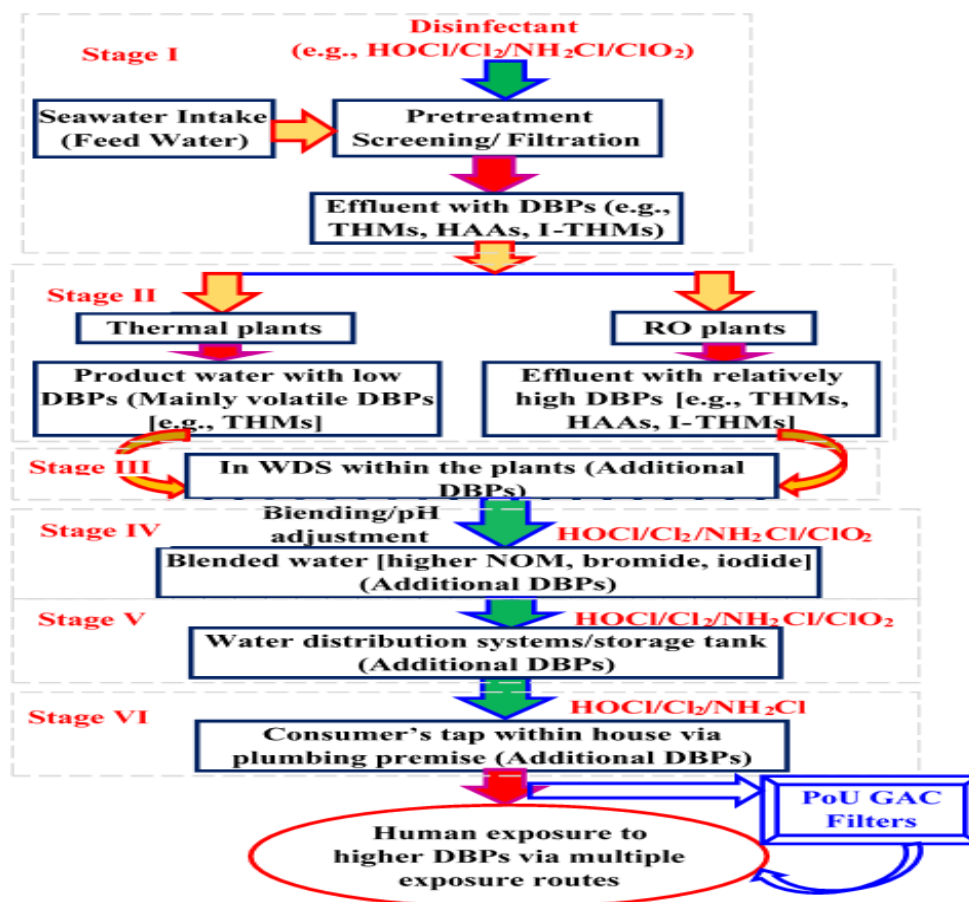 Disinfectant
Stage I
(e.g., HOCl/Cl₂/NH₂Cl/ClO₂)
Seawater Intake
(Feed Water)
Pretreatment
Screening/ Filtration
Effluent with DBPs (e.g.,
THMs, HAAs, I-THMs)
Stage II
Thermal plants
RO plants
Product water with low
DBPs (Mainly volatile DBPs
[e.g., THMs]
Effluent with relatively
high DBPs [e.g., THMs,
HAAs, I-THMs]
Stage III
In WDS within the plants (Additional
DBPs)
Stage IV
Blending/pH
adjustment
HOCl/Cl₂/NH₂Cl/ClO₂
Blended water [higher NOM, bromide, iodide]
(Additional DBPs)
Stage V
HOCl/Cl₂/NH₂Cl/ClO₂
Water distribution systems/storage tank
(Additional DBPs)
Stage VI
HOCl/Cl₂/NH₂Cl
Consumer's tap within house via
plumbing premise (Additional DBPs)
PoU GAC
Filters
Human exposure to
higher DBPs via multiple
exposure routes